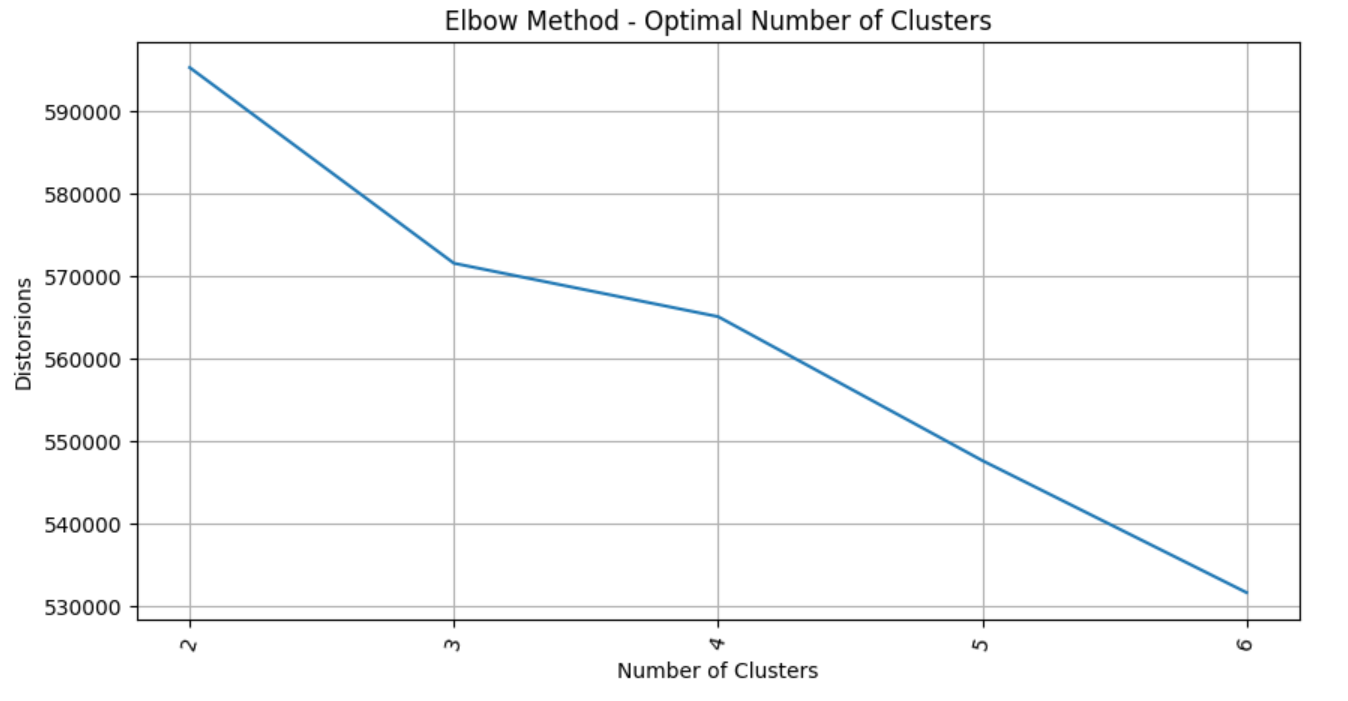 Elbow Method - Optimal Number of Clusters
590000
580000
570000
560000
550000
540000
530000
Distorsions
2 3 4 5 6
Number of Clusters